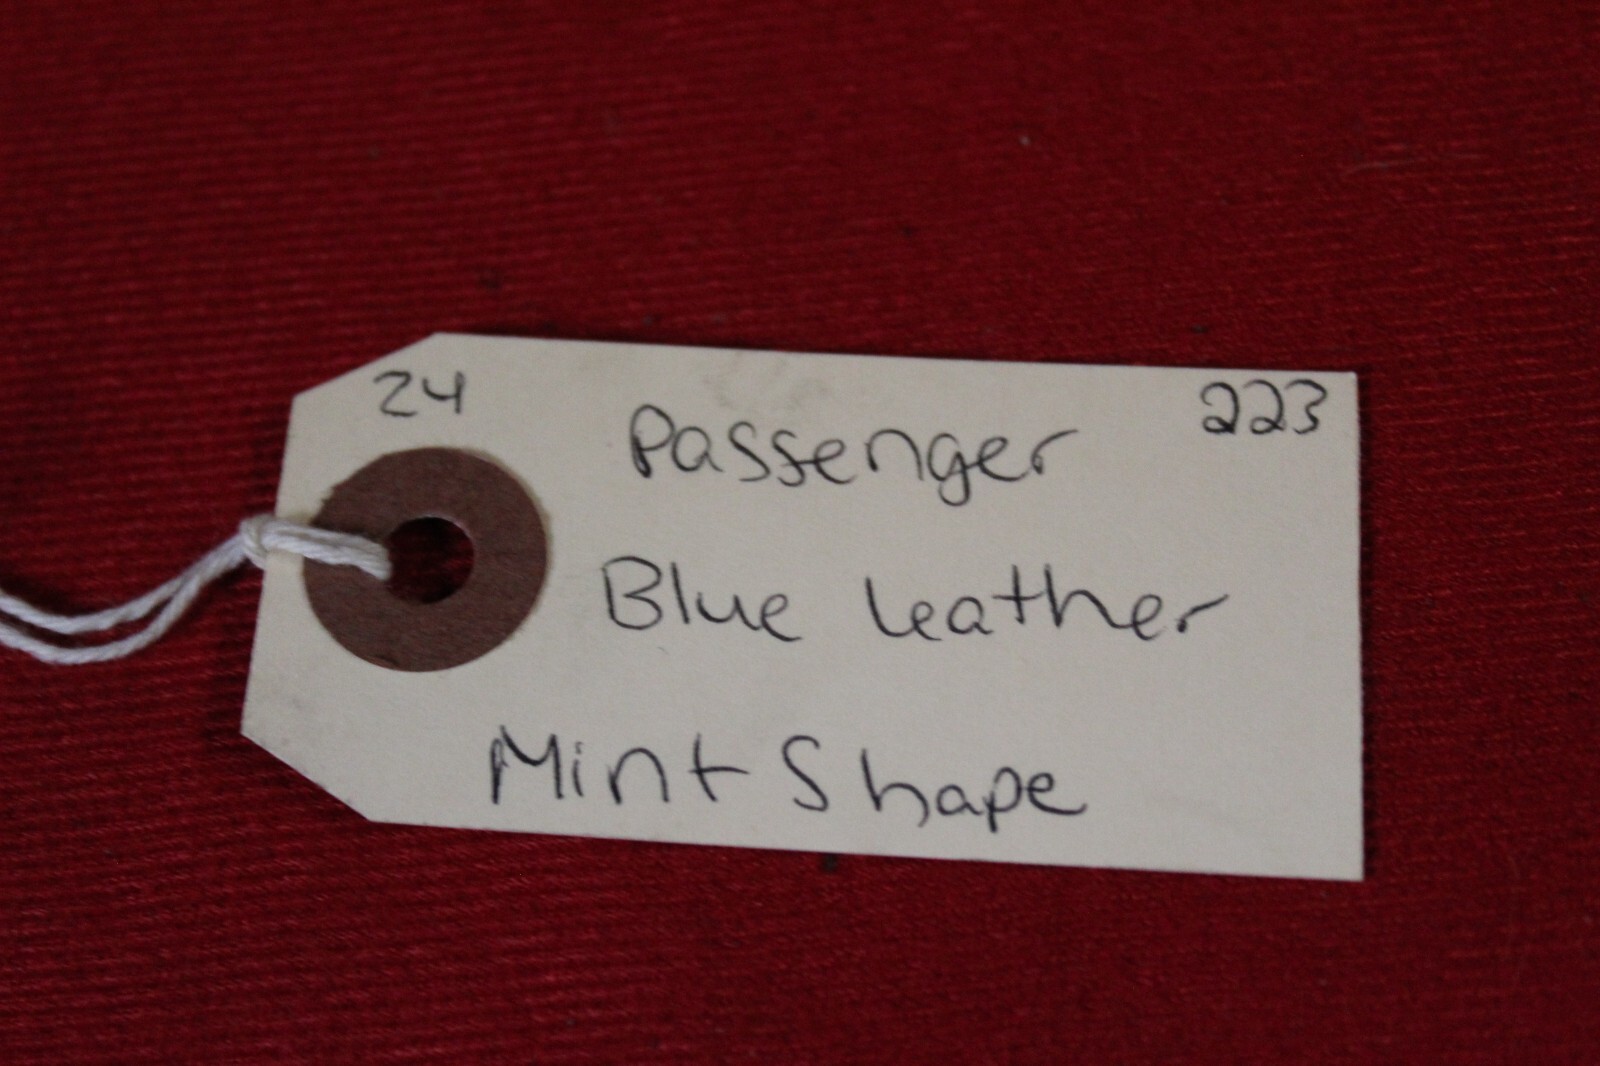 24 Passenger 223
Blue leather
Mint Shape